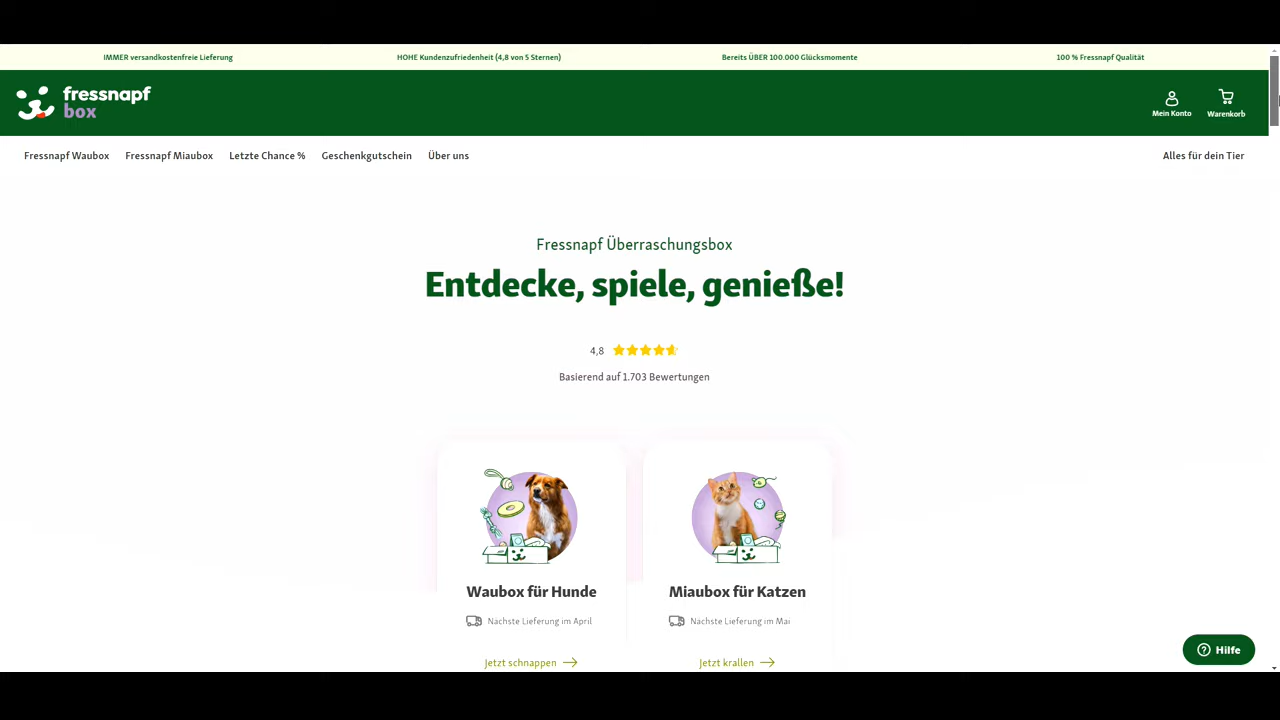 IMMER versandkostenfreie Lieferung
HOHE Kundenzufriedenheit (4,8 von 5 Sternen)
Bereits ÜBER 100.000 Glücksmomente
100 % Fressnapf Qualität
fressnapf
box
Mein Konto
Warenkorb
Fressnapf Waubox
Fressnapf Miaubox
Letzte Chance %
Geschenkgutschein
Über uns
Alles für dein Tier
Fressnapf Überraschungsbox
Entdecke, spiele, genieße!
4,8
Basierend auf 1.703 Bewertungen
Waubox für Hunde
Nächste Lieferung im April
Jetzt schnappen
Miaubox für Katzen
Nächste Lieferung im Mai
Jetzt krallen
Hilfe